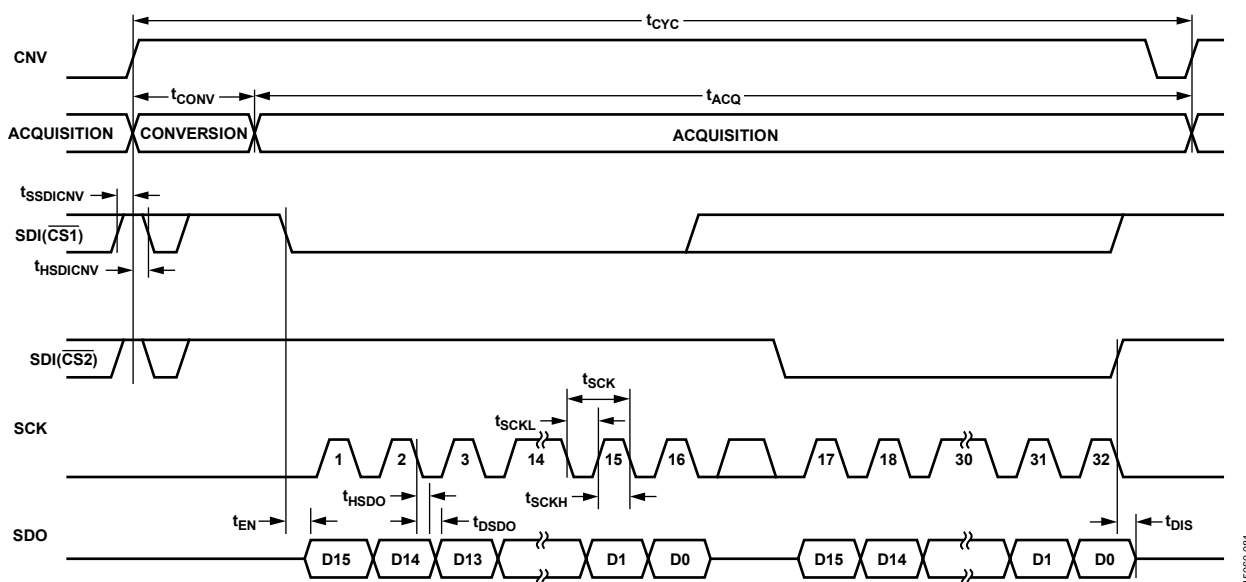 tCYC
CNV
tCONV
tACQ
ACQUISITION CONVERSION ACQUISITION
tSSDICNV
SDI(CS1)
tHSDICNV
SDI(CS2)
tSCK
tSCKL
SCK
1 2 3 14 15 16 17 18 30 31 32
tHSDO
tSCKH
tEN
tDSDO
tDIS
SDO
D15 D14 D13 D1 D0 D15 D14 D1 D0